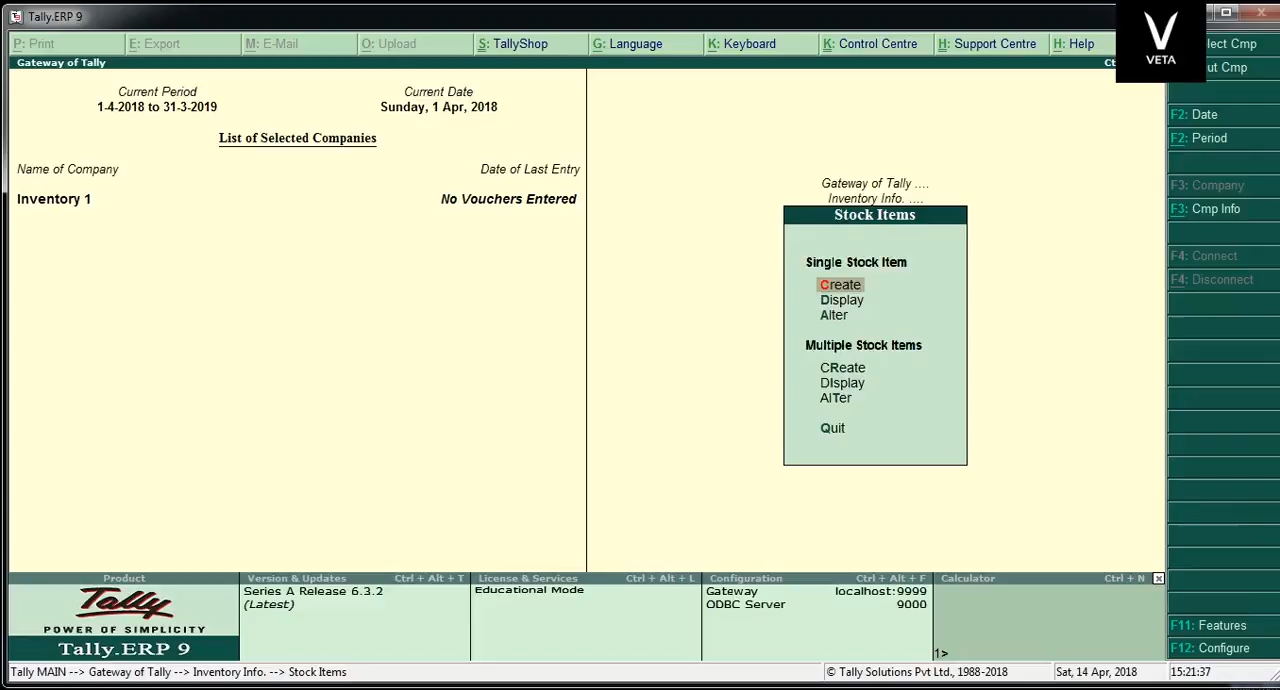 Tally.ERP 9
P: Print E: Export M: E-Mail O: Upload S: TallyShop G: Language K: Keyboard K: Control Centre H: Support Centre H: Help
VETA
lect Cmp
ut Cmp
Gateway of Tally
Current Period Current Date
1-4-2018 to 31-3-2019 Sunday, 1 Apr, 2018
List of Selected Companies
Name of Company Date of Last Entry
Inventory 1 No Vouchers Entered
Gateway of Tally ....
Inventory Info. ....
Stock Items
Single Stock Item
Create
Display
Alter
Multiple Stock Items
CReate
DIsplay
AlTer
Quit
F2: Date
F2: Period
F3: Company
F3: Cmp Info
F4: Connect
F4: Disconnect
F11: Features
F12: Configure
Product
Tally
POWER OF SIMPLICITY
Tally.ERP 9
Version & Updates Ctrl + Alt + T
Series A Release 6.3.2
(Latest)
License & Services Ctrl + Alt + L
Educational Mode
Configuration Ctrl + Alt + F
Gateway localhost:9999
ODBC Server 9000
Calculator Ctrl + N
1>
Tally MAIN --> Gateway of Tally --> Inventory Info. --> Stock Items © Tally Solutions Pvt Ltd., 1988-2018 Sat, 14 Apr, 2018 15:21:37